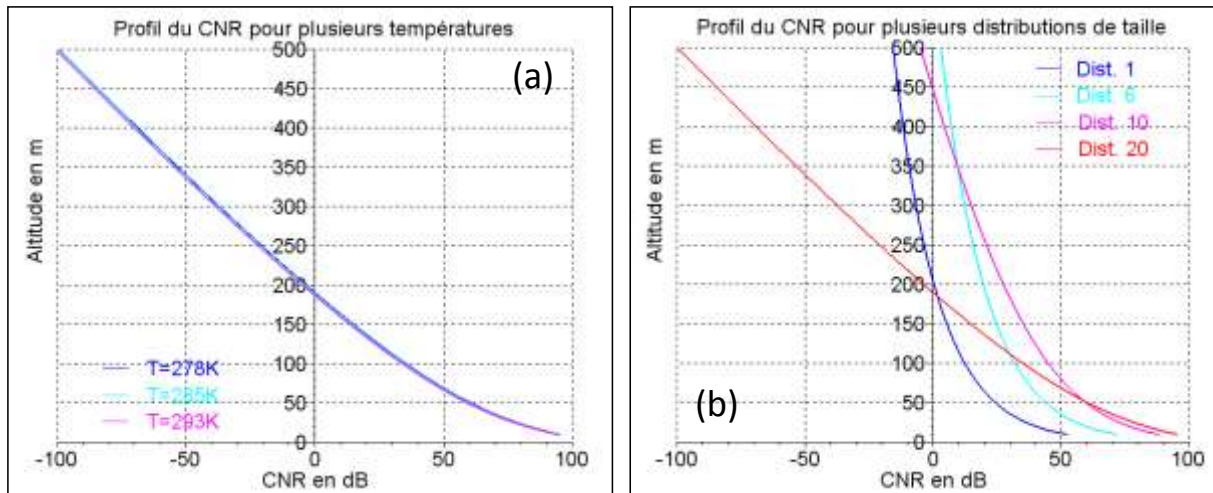 Profil du CNR pour plusieurs températures
(a)
Altitude en m
500
450
400
350
300
250
200
150
100
50
0
T=278K
T=285K
T=293K
-100
-50
0
50
100
CNR en dB
Profil du CNR pour plusieurs distributions de taille
Dist. 1
Dist. 6
Dist. 10
Dist. 20
Altitude en m
500
450
400
350
300
250
200
150
100
50
0
(b)
-100
-50
0
50
100
CNR en dB